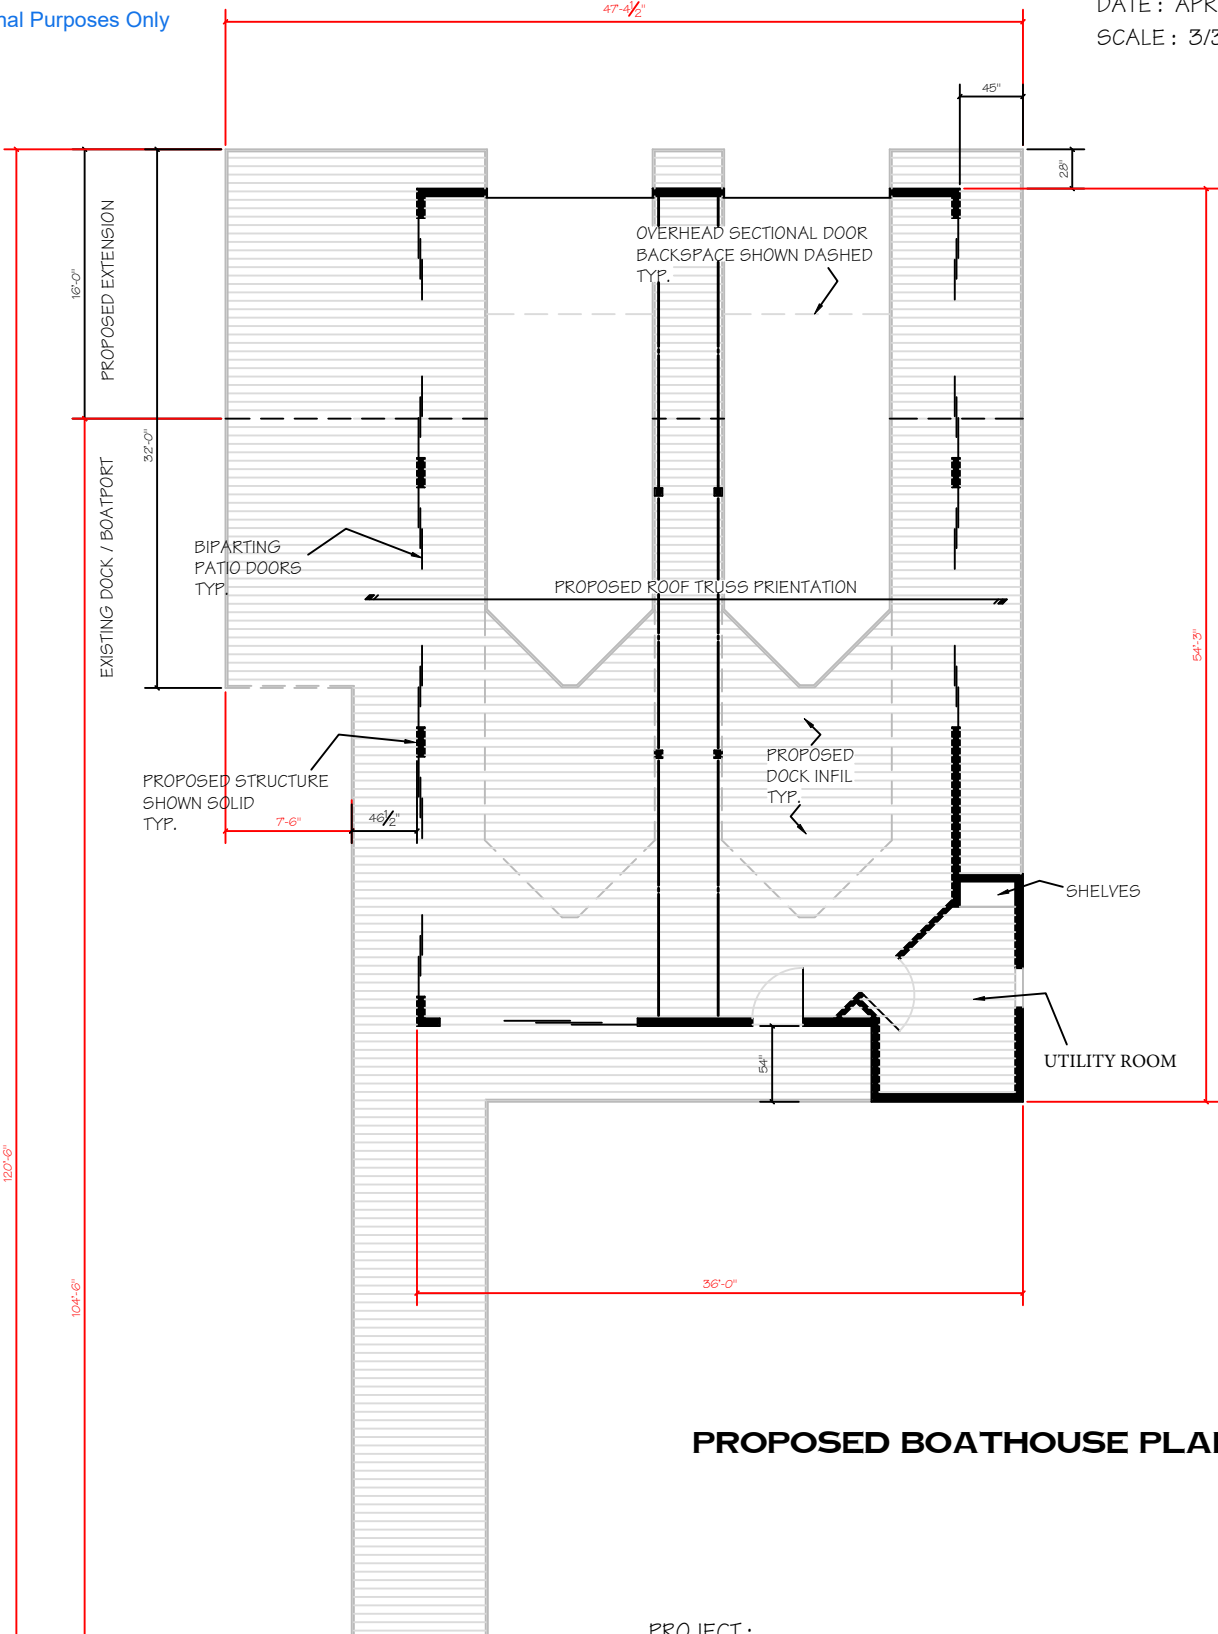 nal Purposes Only
47'-4½"
DATE : APR
SCALE : 3/3
45"
28"
PROPOSED EXTENSION
16'-0"
OVERHEAD SECTIONAL DOOR
BACKSPACE SHOWN DASHED
TYP.
32'-0"
EXISTING DOCK / BOATPORT
BIPARTING
PATIO DOORS
TYP.
PROPOSED ROOF TRUSS PRIENTATION
54'-3"
PROPOSED STRUCTURE
SHOWN SOLID
TYP.
PROPOSED
DOCK INFIL
TYP.
7'-6"
46½"
SHELVES
54"
UTILITY ROOM
120'-6"
104'-6"
36'-0"
PROPOSED BOATHOUSE PLA
PROJECT :